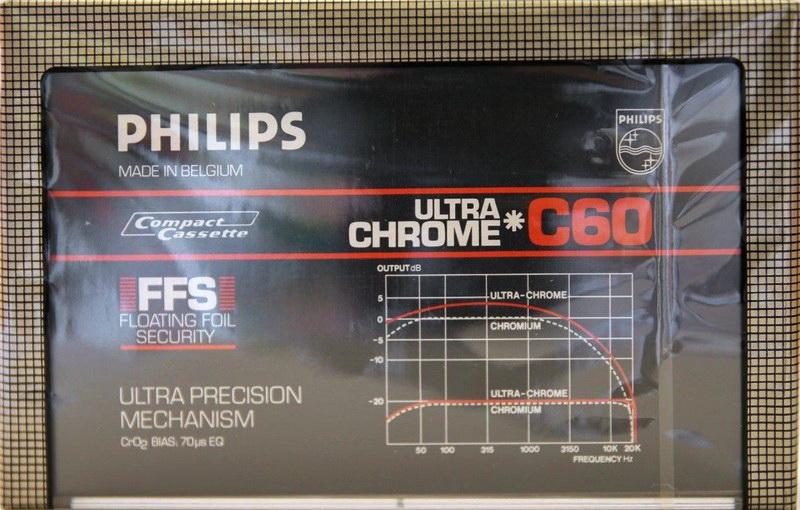 PHILIPS
MADE IN BELGIUM
PHILIPS
Compact
Cassette
ULTRA
CHROME*C60
FFS
FLOATING FOIL
SECURITY
ULTRA PRECISION
MECHANISM
CrO2 BIAS: 70µs EQ
OUTPUT dB
5
0
-5
-10
-20
ULTRA-CHROME
CHROMIUM
ULTRA-CHROME
CHROMIUM
50 100 315 1000 3150 10K 20K
FREQUENCY Hz